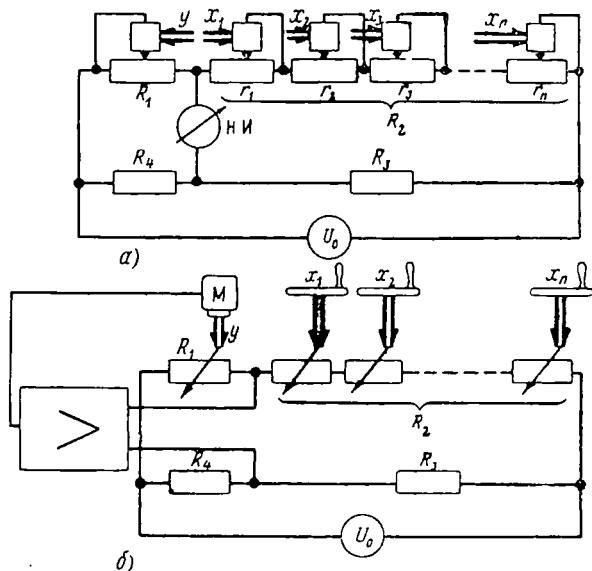 y x₁ x₂ x₃ xₙ
R₁ r₁ r₂ r₃ rₙ
R₂
НИ
R₄ R₃
U₀
а)
М x₁ x₂ xₙ
y
R₁
>
R₂
R₄ R₃
U₀
б)